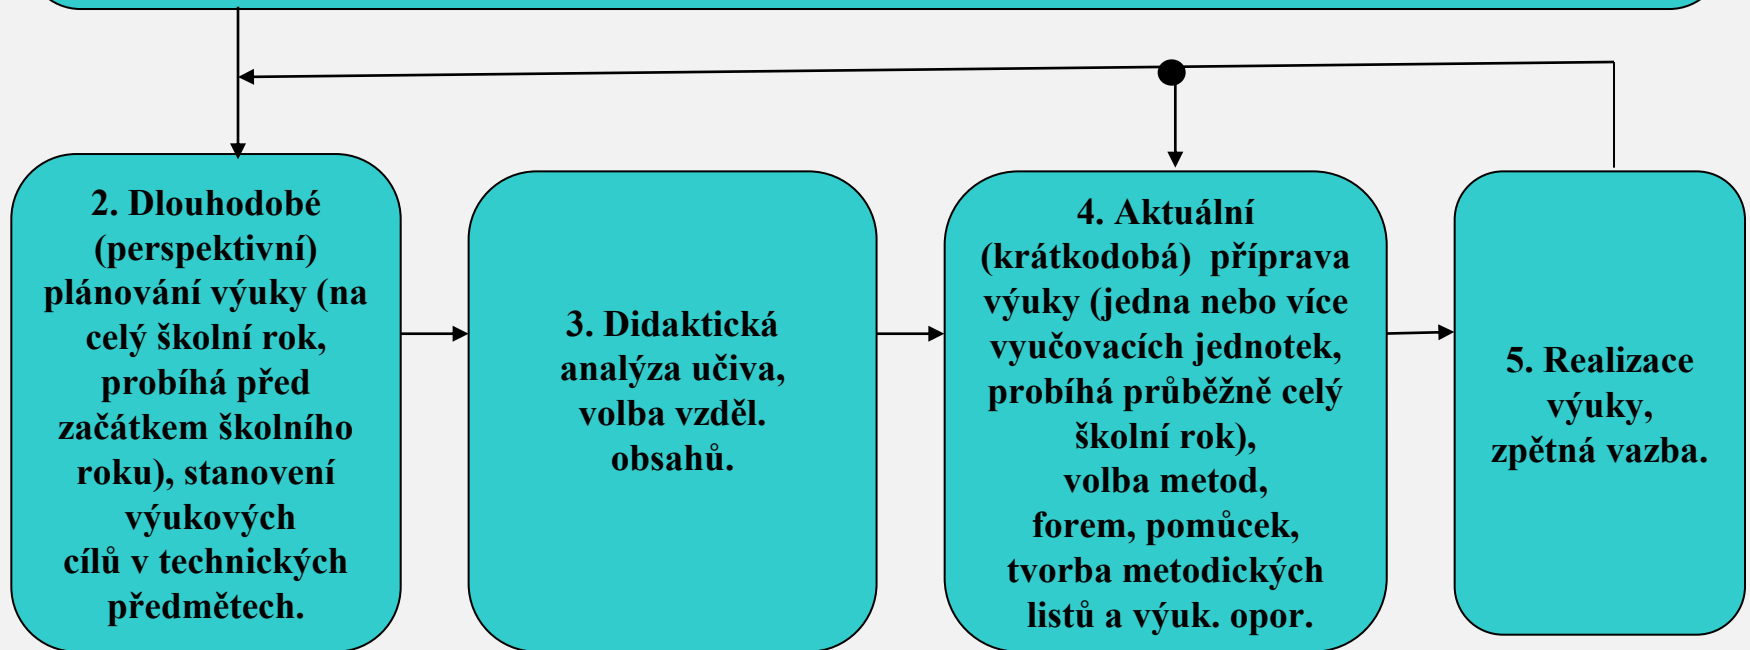 2. Dlouhodobé
(perspektivní)
plánování výuky (na
celý školní rok,
probíhá před
začátkem školního
roku), stanovení
výukových
cílů v technických
předmětech.
3. Didaktická
analýza učiva,
volba vzděl.
obsahů.
4. Aktuální
(krátkodobá)  příprava
výuky (jedna nebo více
vyučovacích jednotek,
probíhá průběžně celý
školní rok),
volba metod,
forem, pomůcek,
tvorba metodických
listů a výuk. opor.
5. Realizace
výuky,
zpětná vazba.